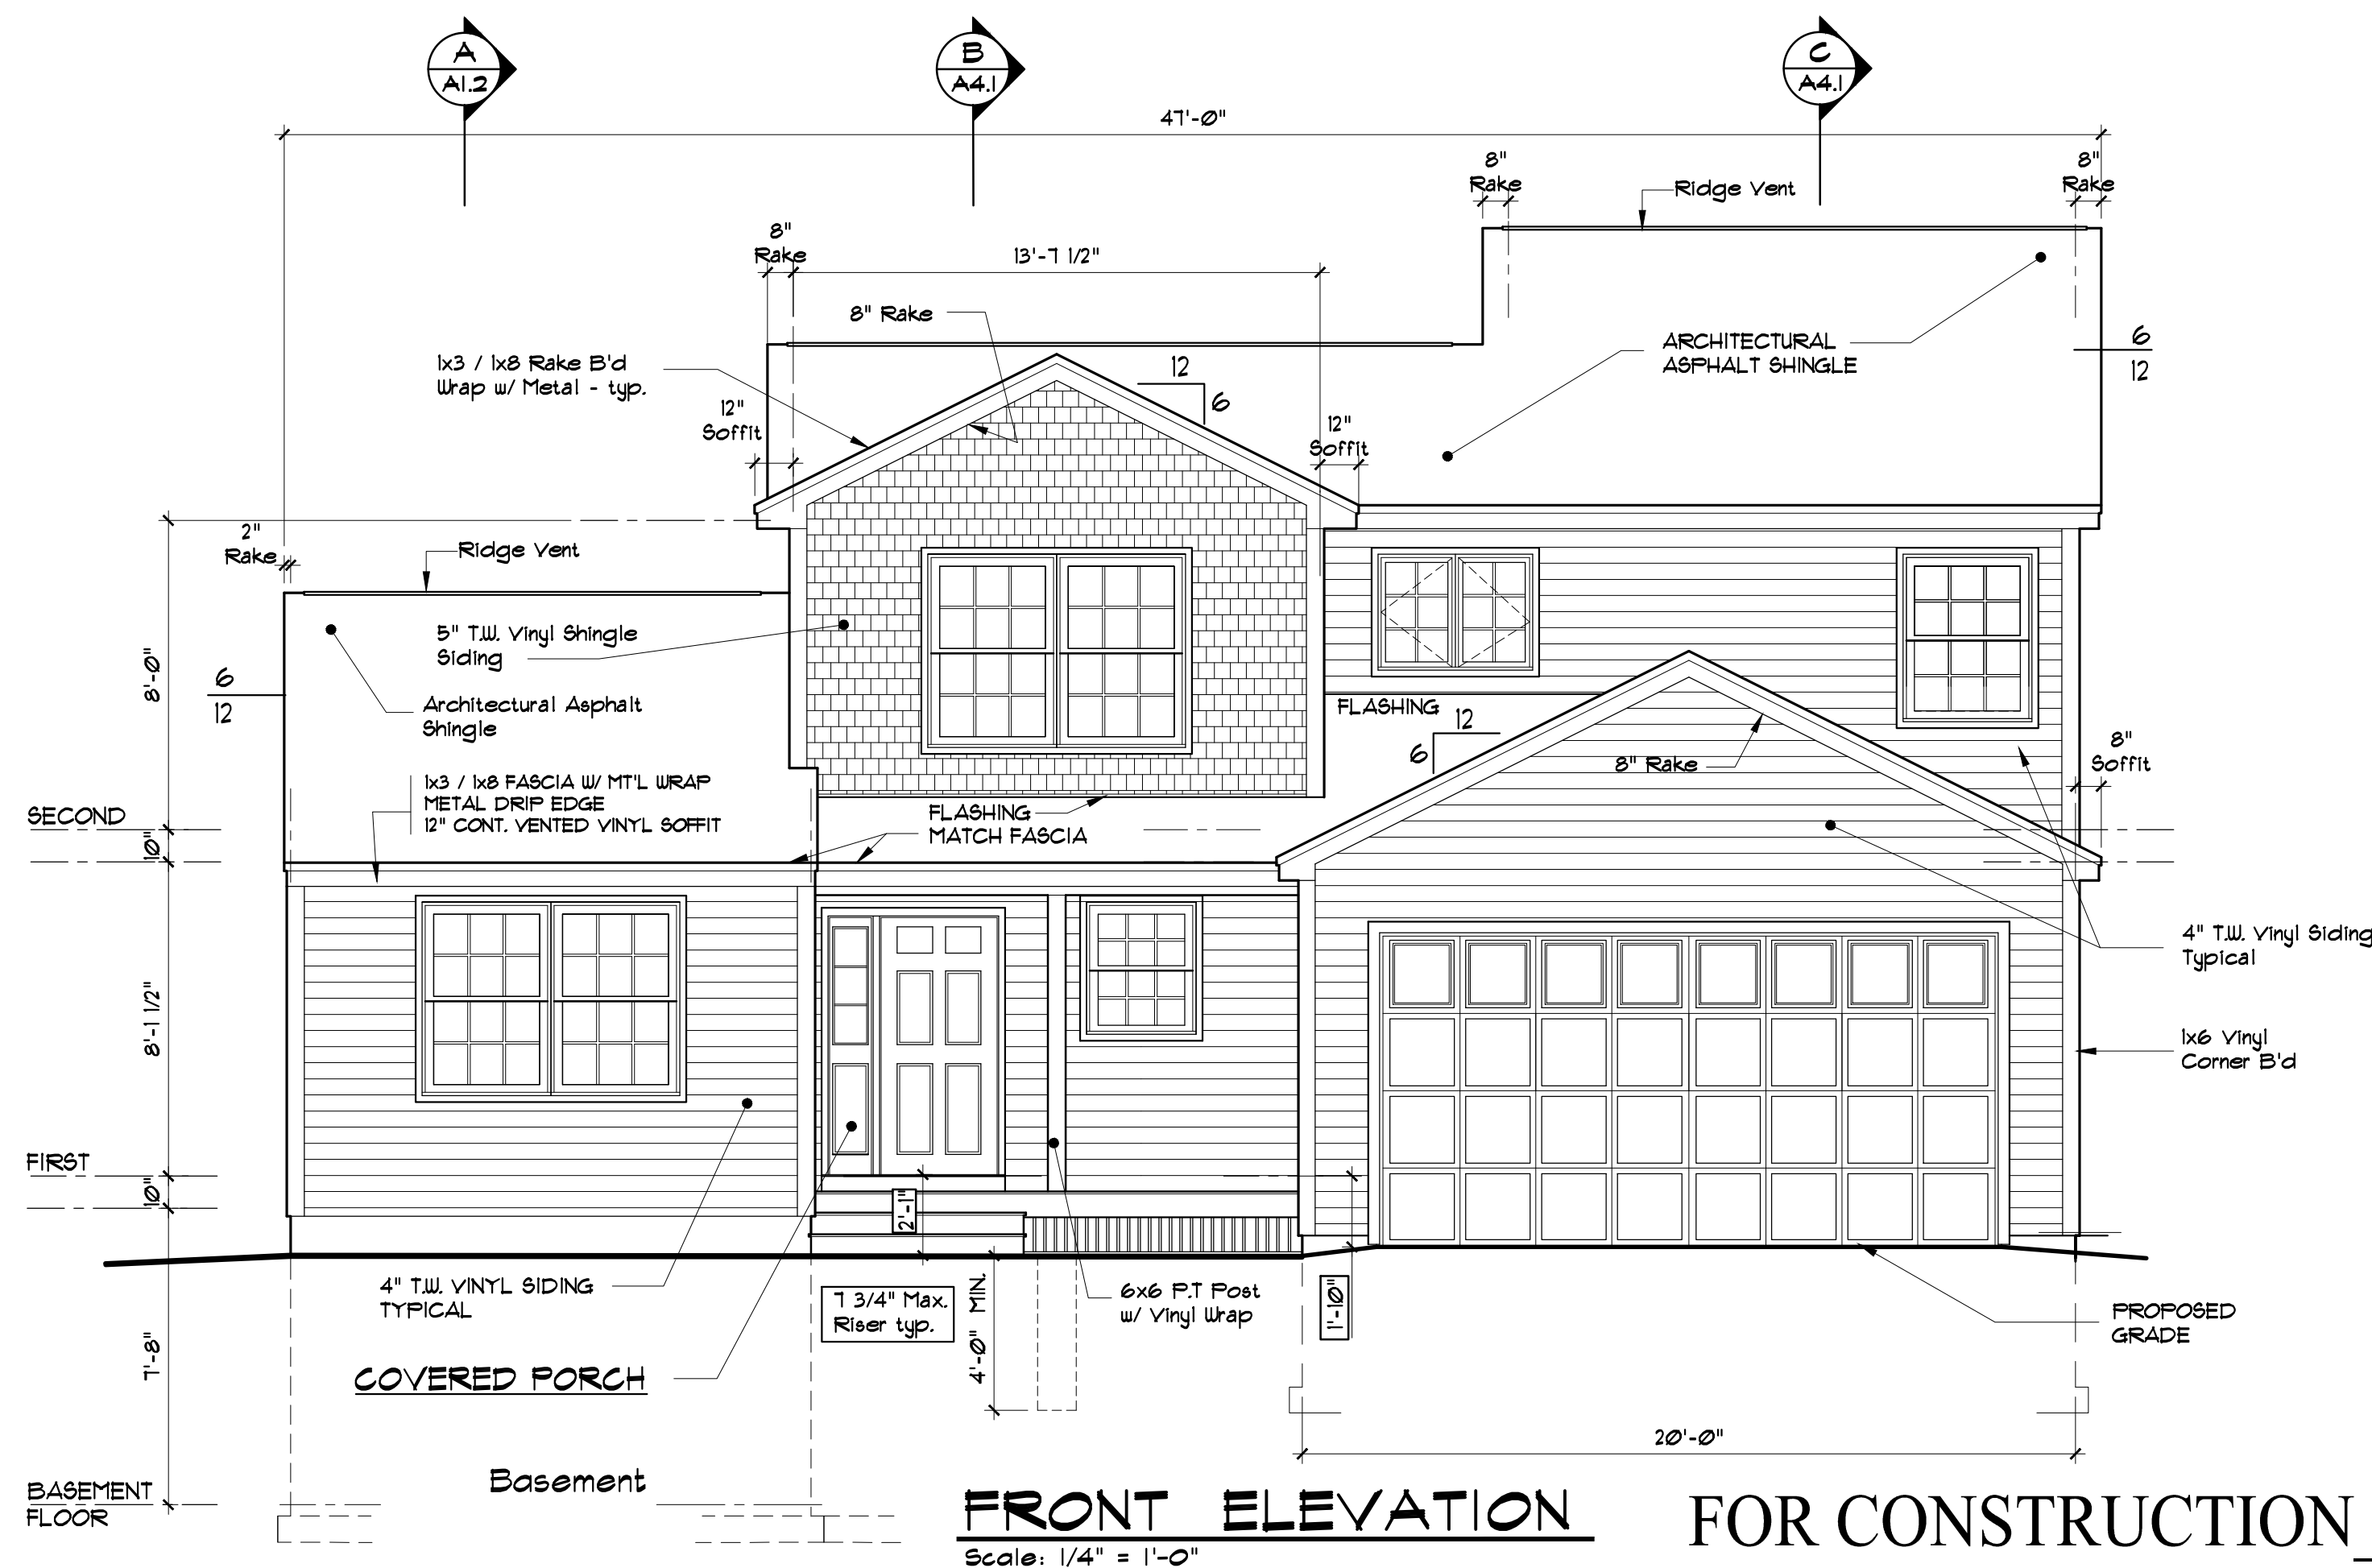 A
A1.2
B
A4.1
C
A4.1
47'-0"
8"
Rake
Ridge Vent
8"
Rake
8"
Rake
13'-7 1/2"
8" Rake
1x3 / 1x8 Rake B'd
Wrap w/ Metal - typ.
12
6
ARCHITECTURAL
ASPHALT SHINGLE
6
12
12"
Soffit
12"
Soffit
2"
Rake
Ridge Vent
5" T.W. Vinyl Shingle
Siding
8'-0"
6
12
Architectural Asphalt
Shingle
FLASHING
12
6
8" Rake
8"
Soffit
1x3 / 1x8 FASCIA W/ MT'L WRAP
METAL DRIP EDGE
12" CONT. VENTED VINYL SOFFIT
FLASHING
MATCH FASCIA
SECOND
10"
4" T.W. Vinyl Siding
Typical
8'-1 1/2"
1x6 Vinyl
Corner B'd
FIRST
10"
2'-1"
4" T.W. VINYL SIDING
TYPICAL
7 3/4" Max.
Riser typ.
4'-0" MIN.
6x6 P.T Post
w/ Vinyl Wrap
1'-10"
PROPOSED
GRADE
7'-8"
COVERED PORCH
20'-0"
Basement
BASEMENT
FLOOR
FRONT ELEVATION
Scale: 1/4" = 1'-0"
FOR CONSTRUCTION_